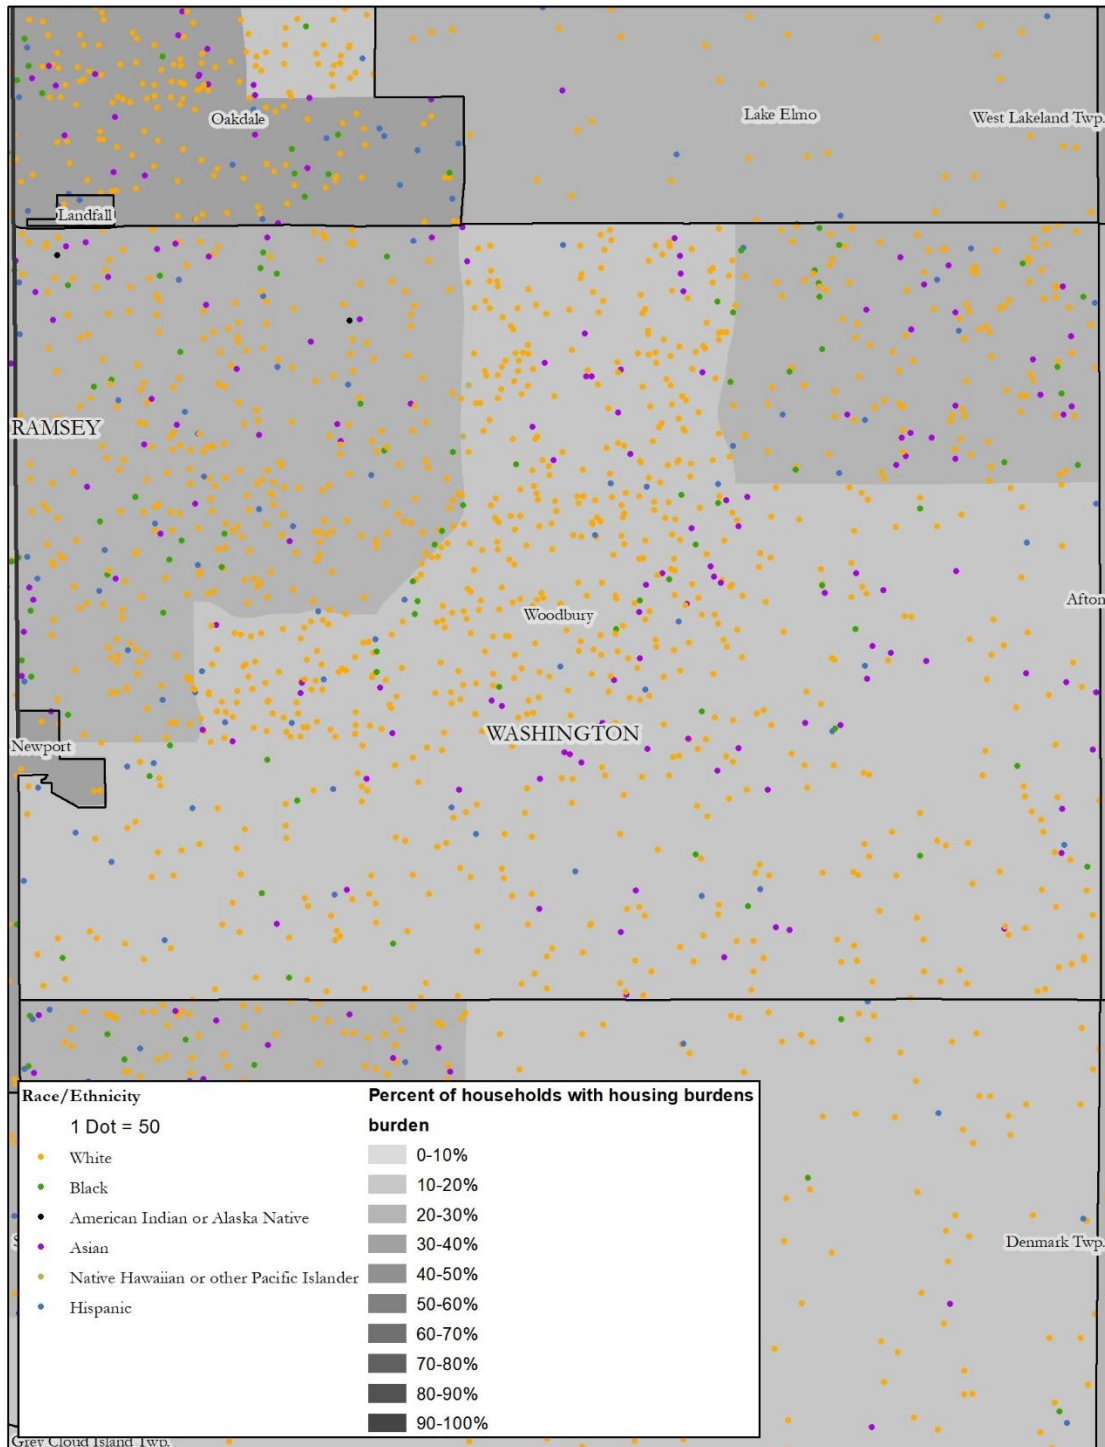 Oakdale
Lake Elmo
West Lakeland Twp.
Landfall
RAMSEY
Afton
Woodbury
WASHINGTON
Newport
Race/Ethnicity
1 Dot = 50
White
Black
American Indian or Alaska Native
Asian
Native Hawaiian or other Pacific Islander
Hispanic
Percent of households with housing burdens
burden
0-10%
10-20%
20-30%
30-40%
40-50%
50-60%
60-70%
70-80%
80-90%
90-100%
Denmark Twp.
Grey Cloud Island Twp.